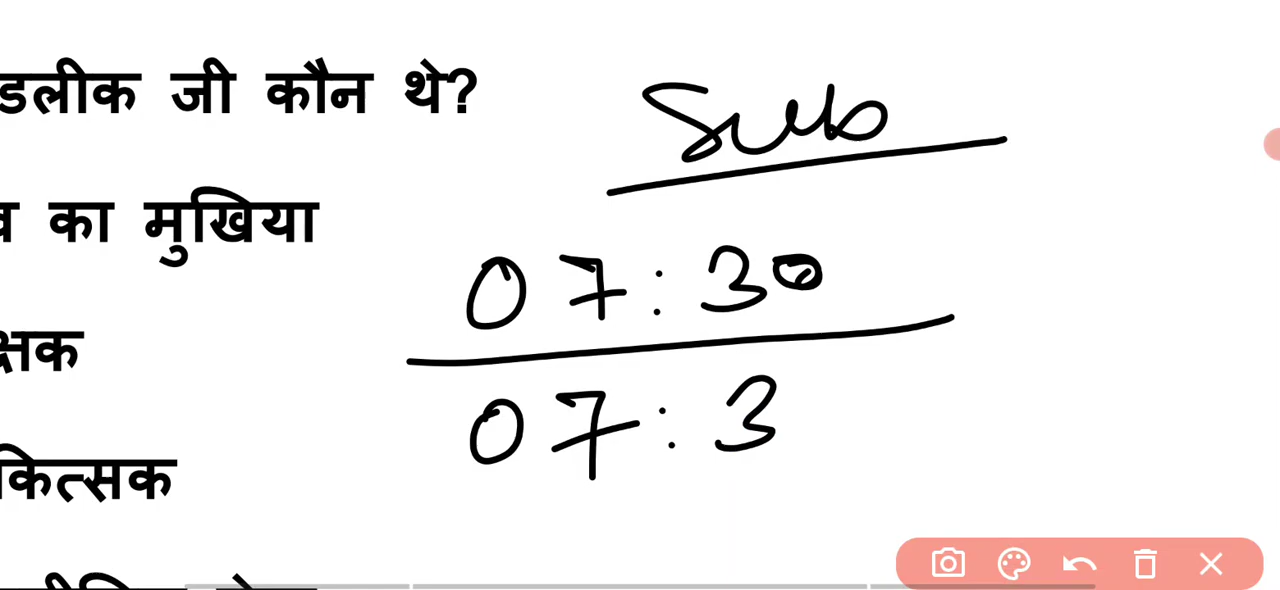 डलीक जी कौन थे?
Sub
का मुखिया
07:30
क्षक
07:3
कित्सक